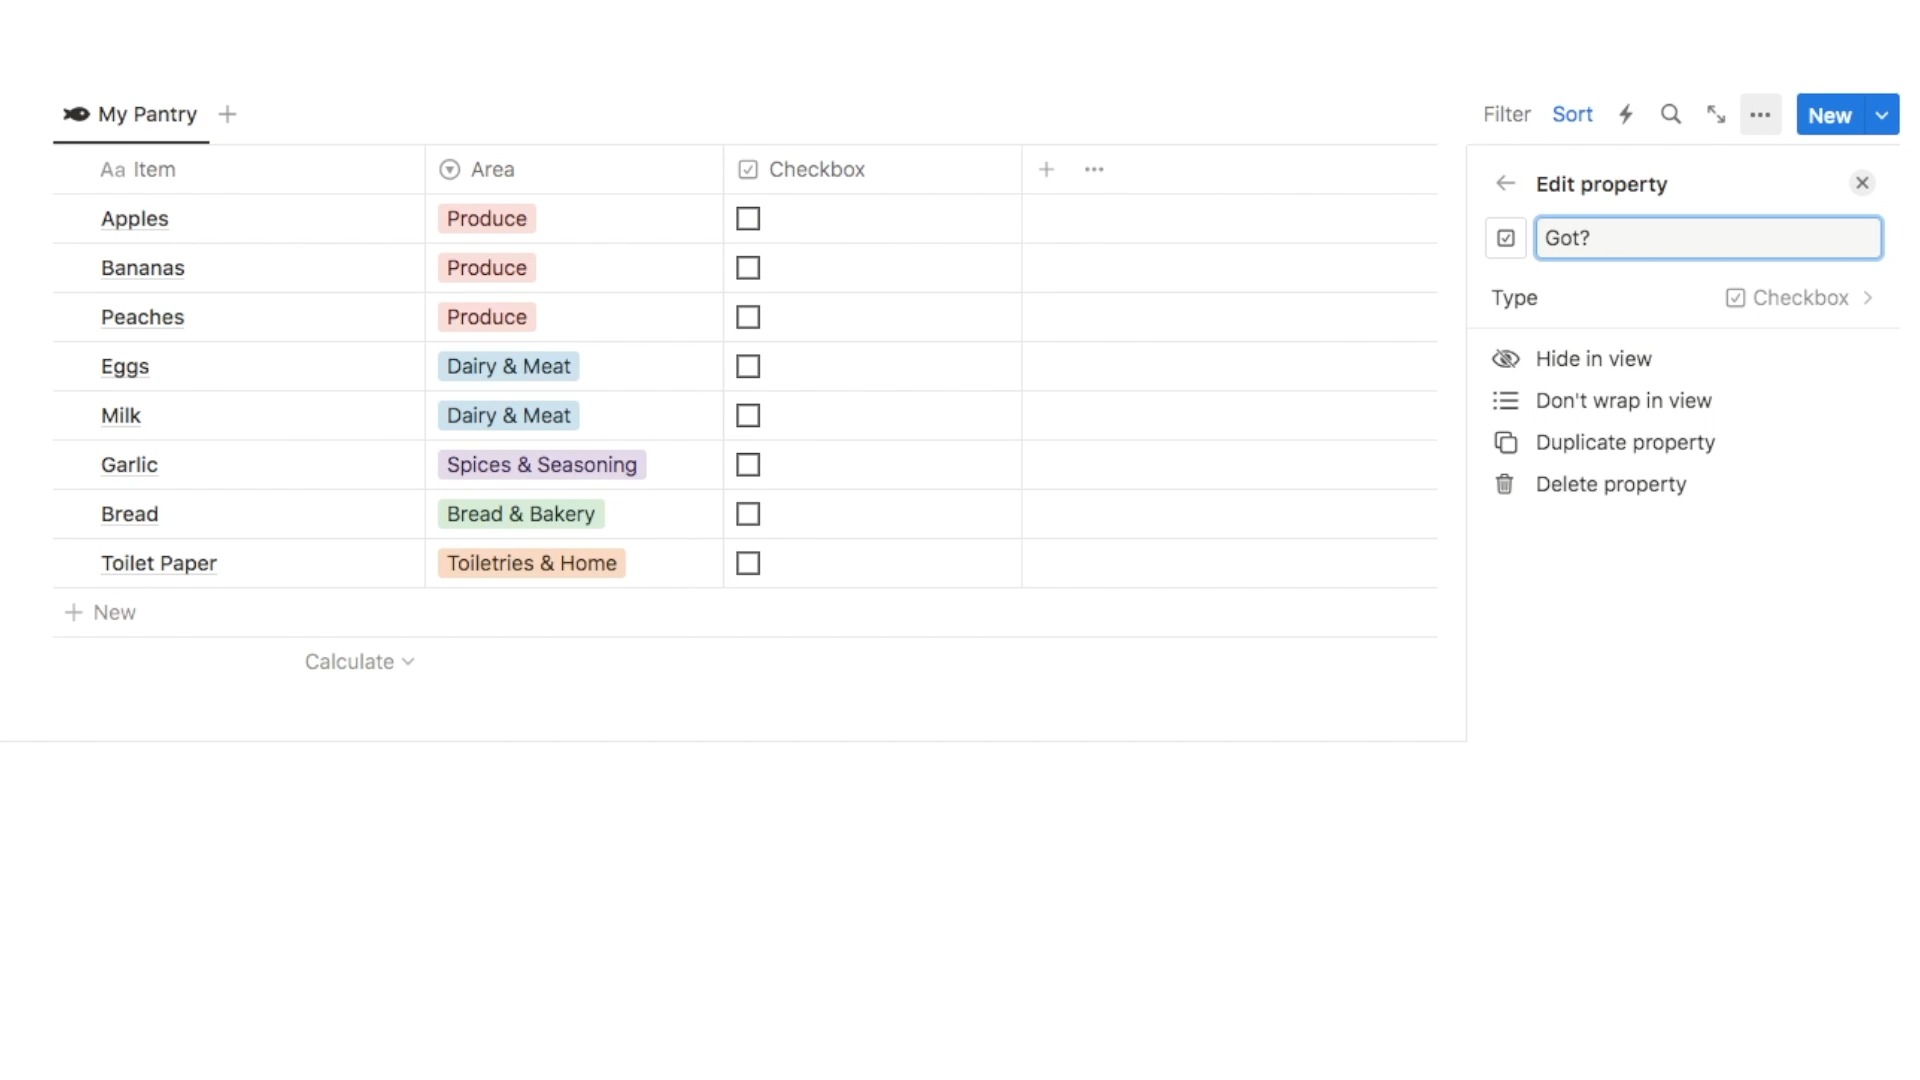 My Pantry
Filter Sort New
Aa Item Area Checkbox
Apples Produce
Bananas Produce
Peaches Produce
Eggs Dairy & Meat
Milk Dairy & Meat
Garlic Spices & Seasoning
Bread Bread & Bakery
Toilet Paper Toiletries & Home
New
Calculate
Edit property
Got?
Type Checkbox
Hide in view
Don't wrap in view
Duplicate property
Delete property